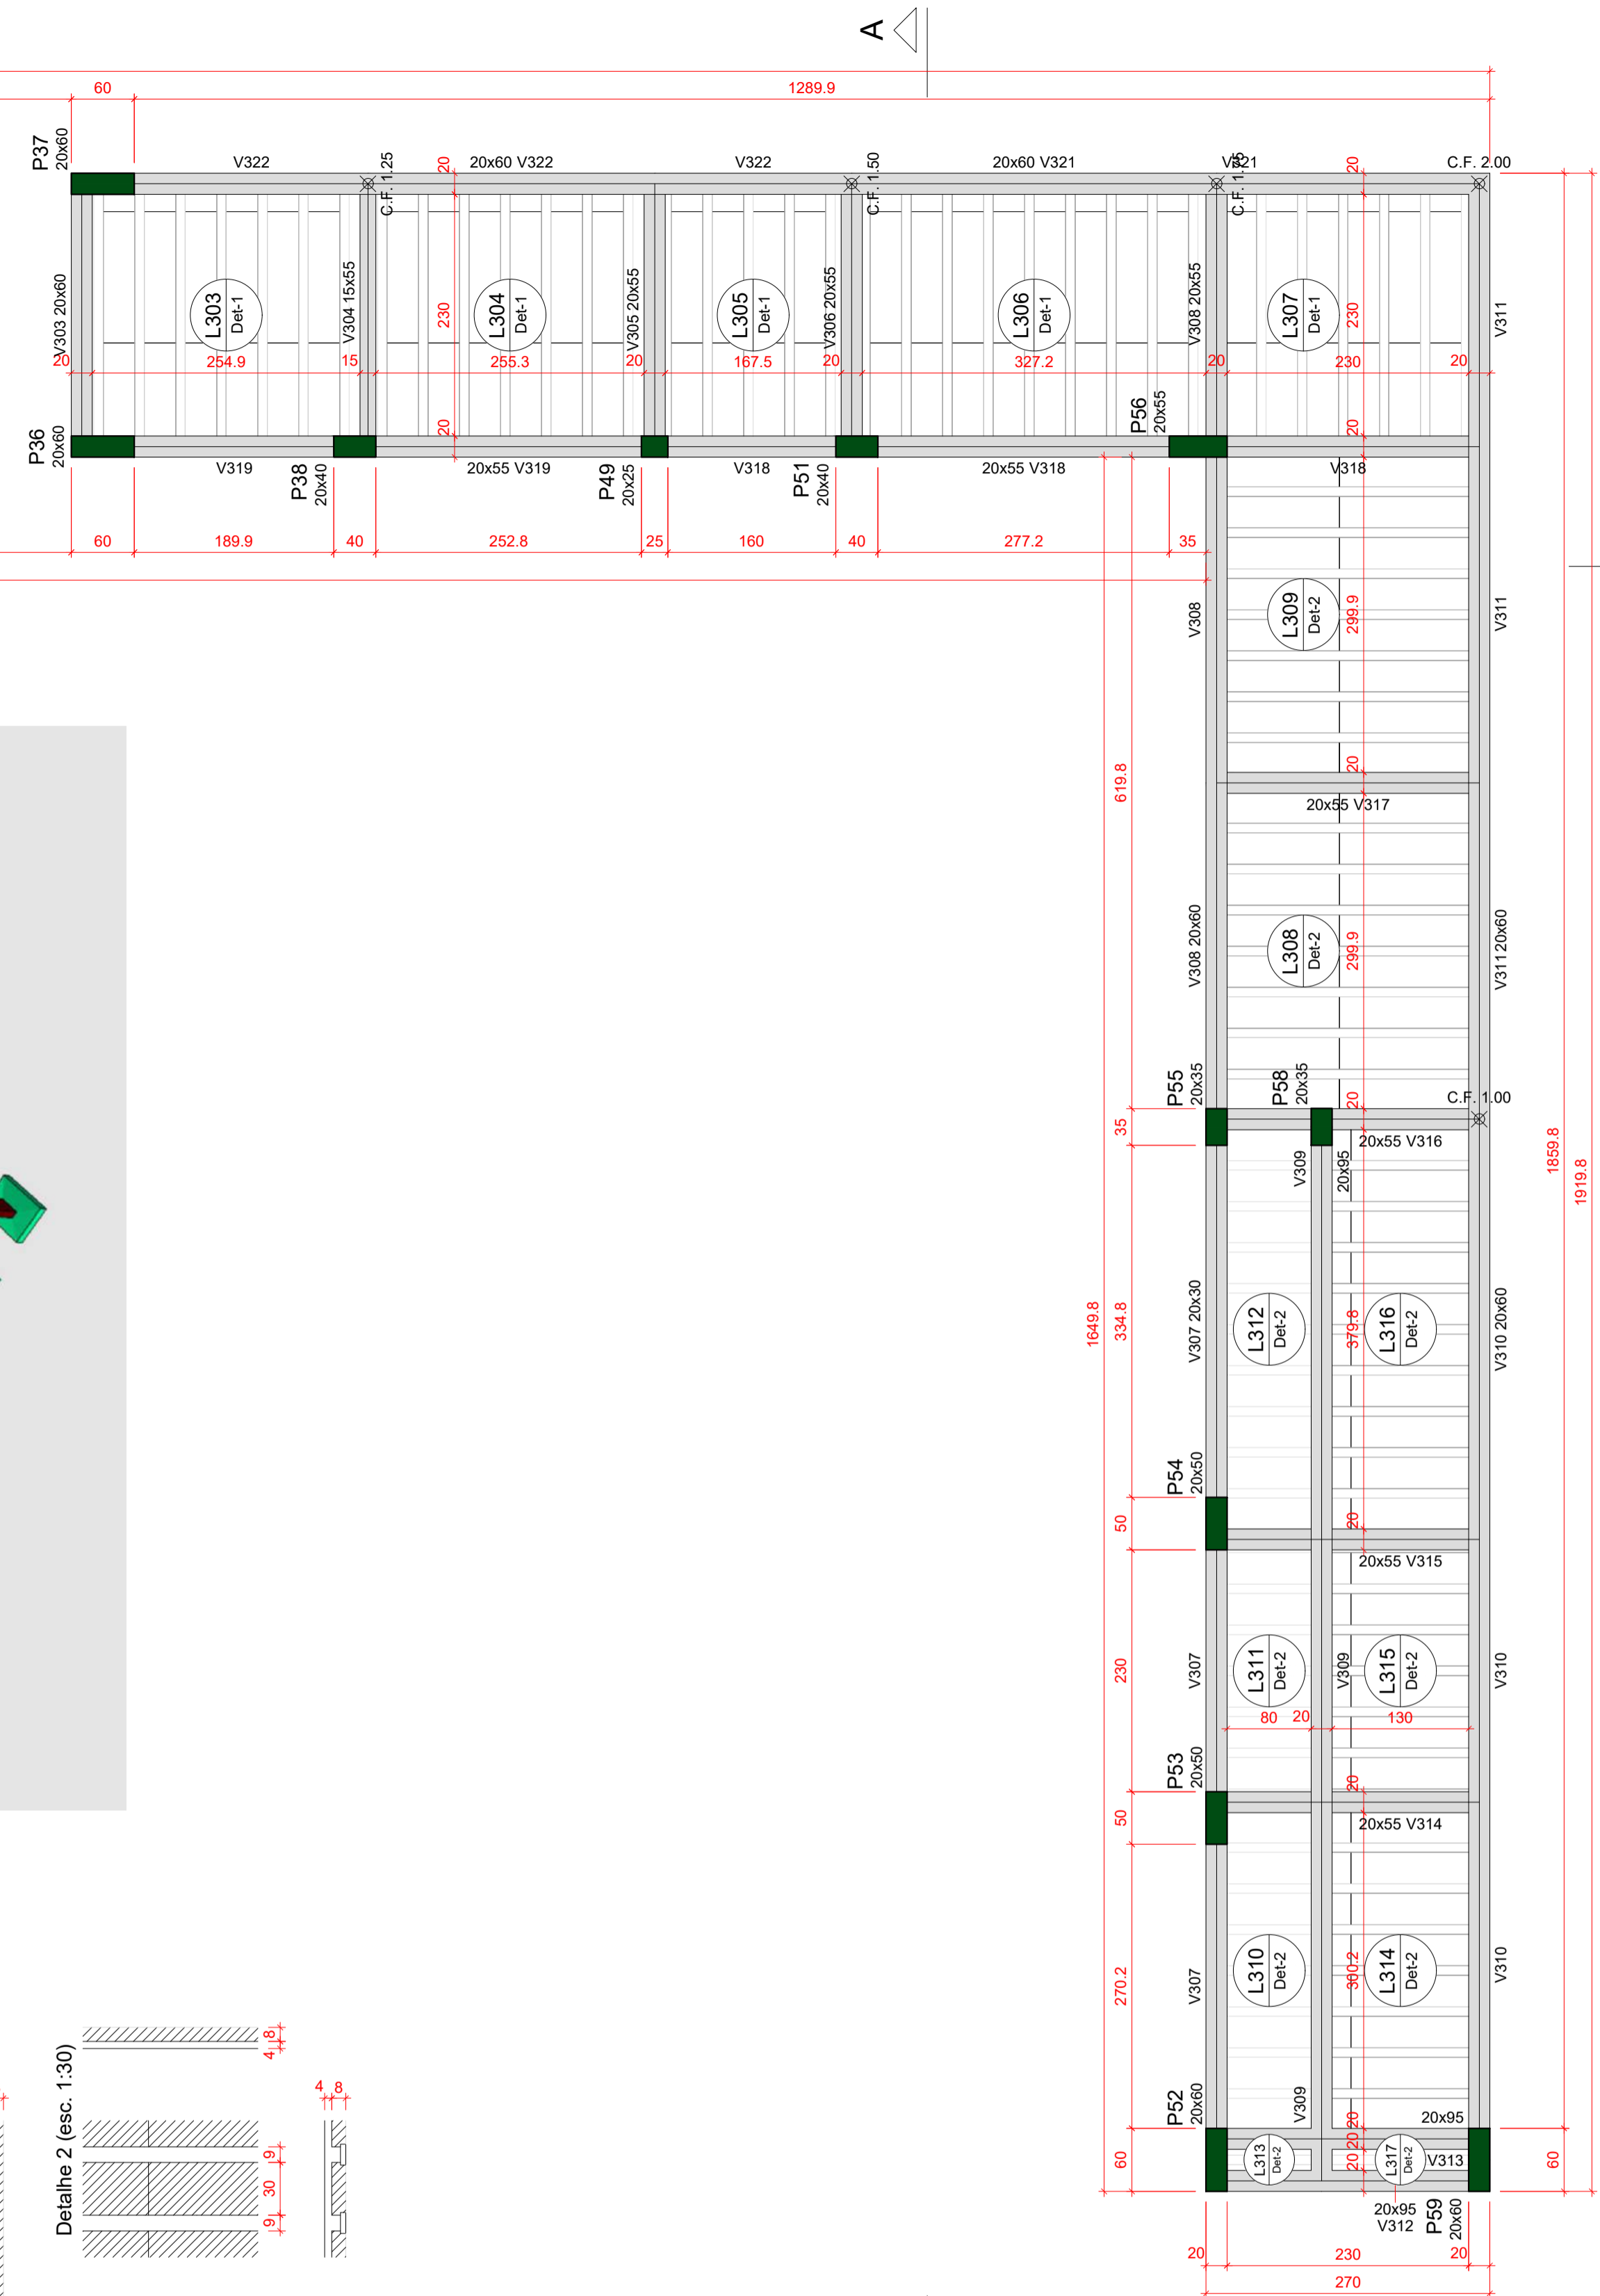 A
60
1289.9
P37
20x60
V322
C.F. 1.25
20
20x60 V322
V322
C.F. 1.50
20x60 V321
V321
C.F. 1.75
20
C.F. 2.00
V303 20x60
L303
Det-1
V304 15x55
230
L304
Det-1
V305 20x55
L305
Det-1
V306 20x55
L306
Det-1
V308 20x55
L307
Det-1
230
V311
20
254.9
15
255.3
20
167.5
20
327.2
20
230
20
P36
20x60
20
P56
20x55
20
V319
P38
20x40
20x55 V319
P49
20x25
V318
P51
20x40
20x55 V318
V318
60
189.9
40
252.8
25
160
40
277.2
35
V308
L309
Det-2
299.9
V311
619.8
20
20x55 V317
V308 20x60
L308
Det-2
299.9
V311 20x60
P55
20x35
P58
20x35
20
C.F. 1.00
35
20x55 V316
V309
20x95
1859.8
1919.8
1649.8
334.8
V307 20x30
L312
Det-2
379.8
L316
Det-2
V310 20x60
P54
20x50
50
20
20x55 V315
230
V307
L311
Det-2
V309
L315
Det-2
V310
80
20
130
P53
20x50
50
20
20x55 V314
270.2
V307
L310
Det-2
300.2
L314
Det-2
V310
P52
20x60
V309
20
20x95
60
L313
Det-2
20
20
L317
Det-2
V313
60
20x95
V312
P59
20x60
20
230
20
270
Detalhe 2 (esc. 1:30)
8
4
4
8
9
30
9